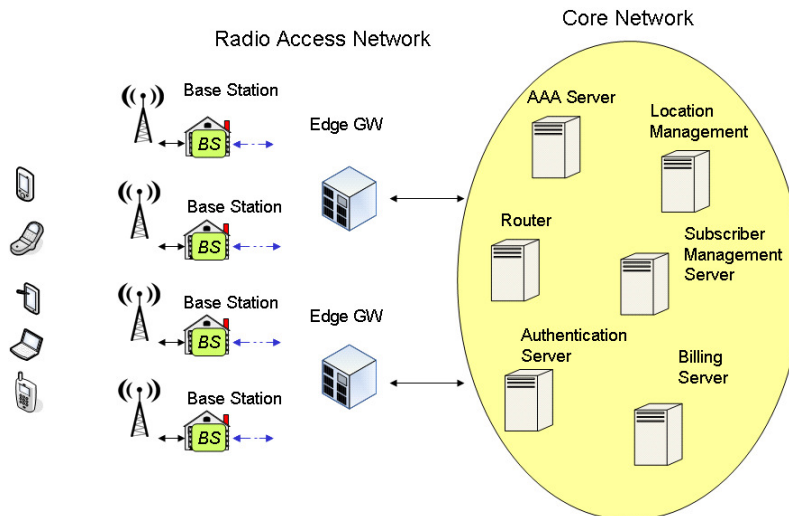 Core Network
Radio Access Network
Base Station
BS
Edge GW
Base Station
BS
Base Station
BS
Edge GW
Base Station
BS
AAA Server
Location
Management
Router
Subscriber
Management
Server
Authentication
Server
Billing
Server